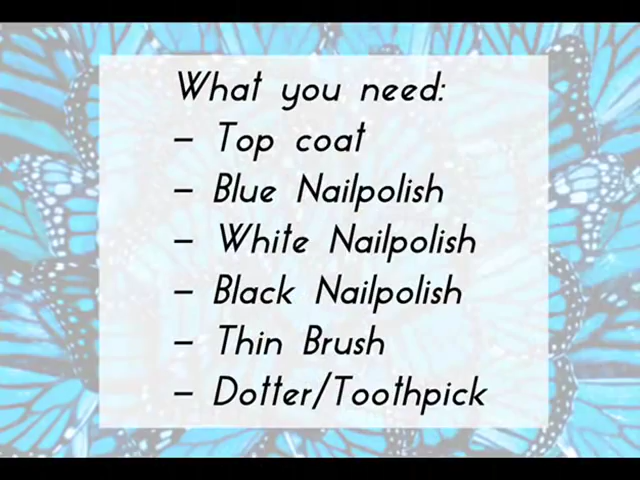 What you need:
– Top coat
– Blue Nailpolish
– White Nailpolish
– Black Nailpolish
– Thin Brush
– Dotter/Toothpick